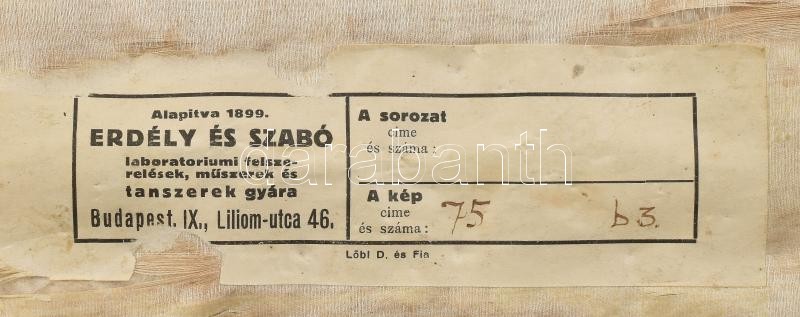 Alapitva 1899.
ERDÉLY ÉS SZABÓ
laboratoriumi felsze-
relések, műszerek és
tanszerek gyára
Budapest. IX., Liliom-utca 46.
A sorozat
cime
és száma:
A kép
cime
és száma:
75 b3.
Löbl D. és Fia
darabanth